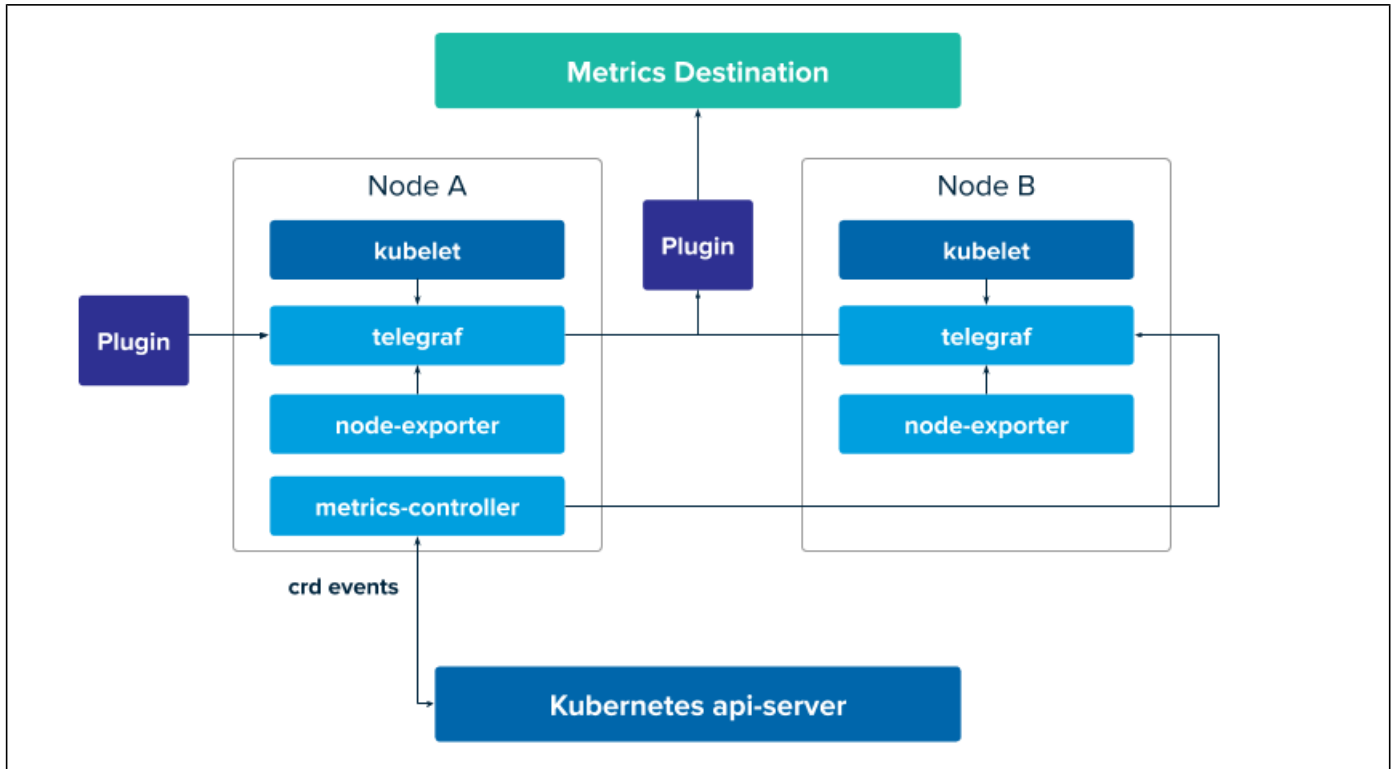 Metrics Destination
Node A
Node B
kubelet
Plugin
kubelet
Plugin
telegraf
telegraf
node-exporter
node-exporter
metrics-controller
crd events
Kubernetes api-server